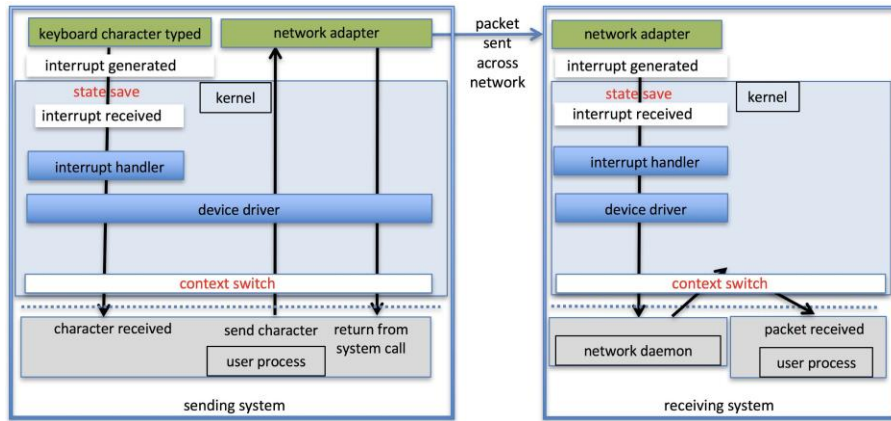 keyboard character typed
network adapter
interrupt generated
state save
kernel
interrupt received
interrupt handler
device driver
context switch
character received
send character
return from
system call
user process
sending system
packet
sent
across
network
network adapter
interrupt generated
state save
kernel
interrupt received
interrupt handler
device driver
context switch
network daemon
packet received
user process
receiving system